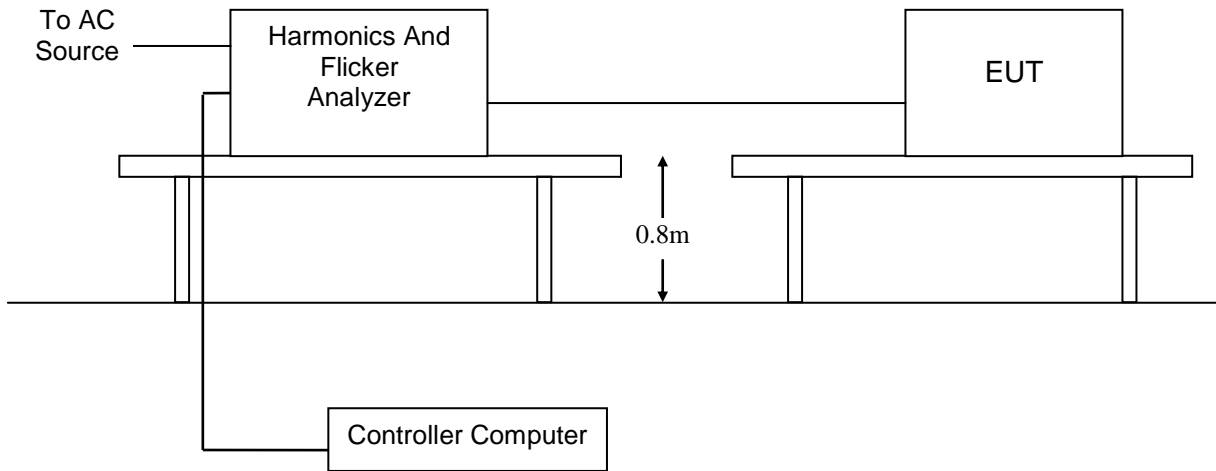 To AC
Source
Harmonics And
Flicker
Analyzer
EUT
0.8m
Controller Computer